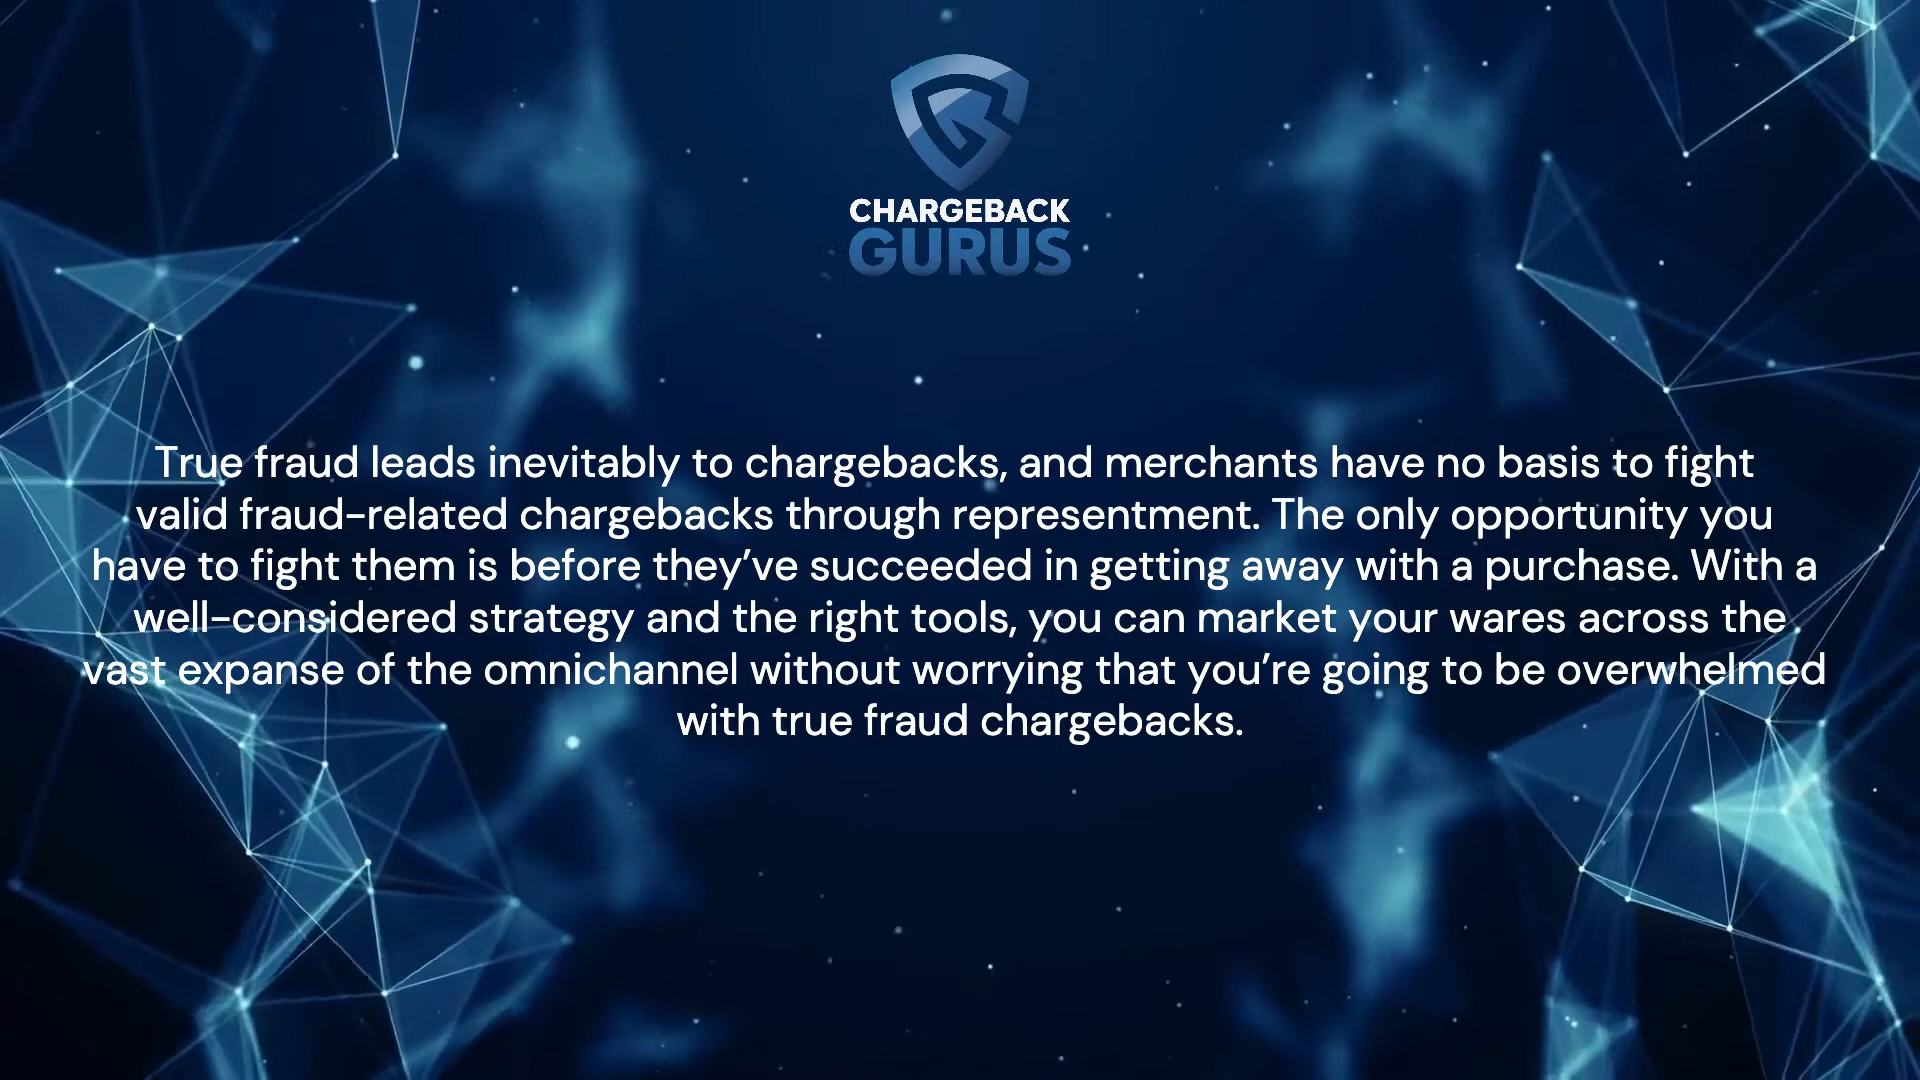 CHARGEBACK
GURUS
True fraud leads inevitably to chargebacks, and merchants have no basis to fight
valid fraud-related chargebacks through representment. The only opportunity you
have to fight them is before they’ve succeeded in getting away with a purchase. With a
well-considered strategy and the right tools, you can market your wares across the
vast expanse of the omnichannel without worrying that you’re going to be overwhelmed
with true fraud chargebacks.